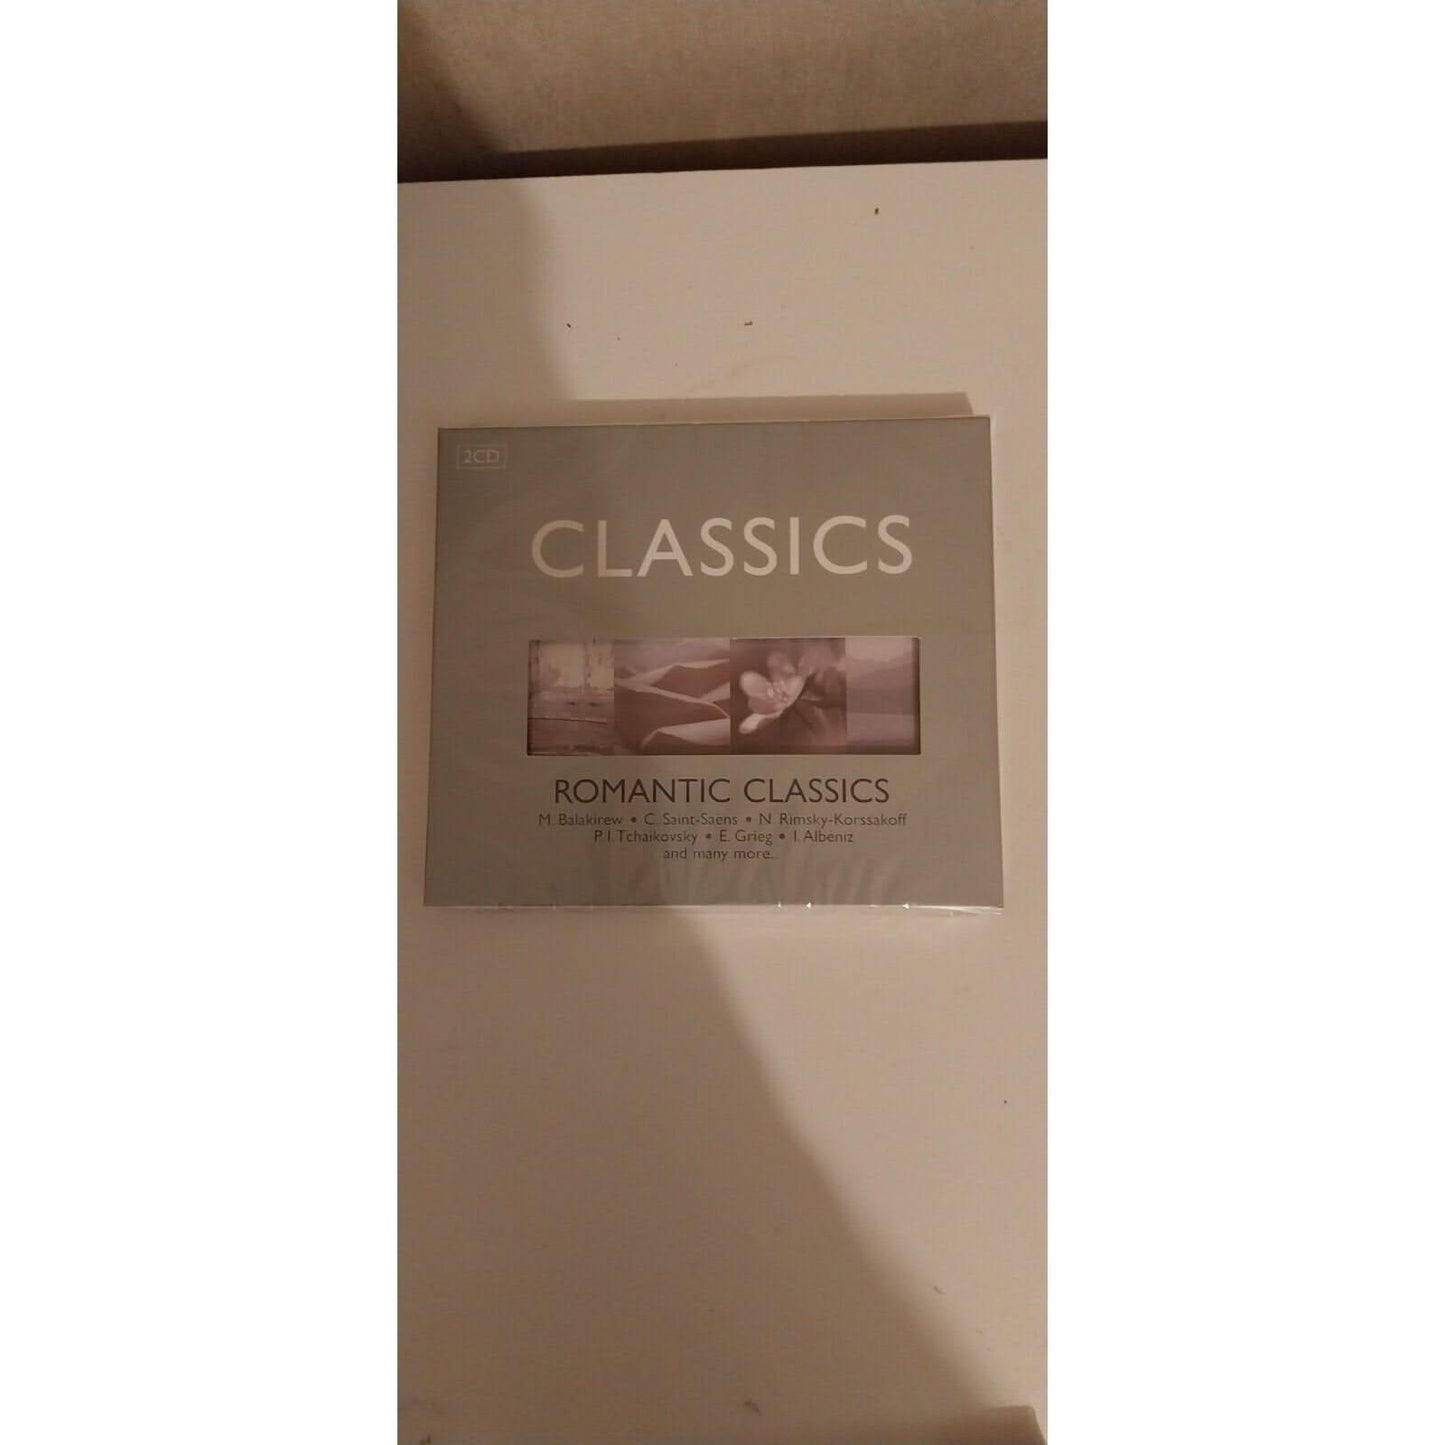 2CD
CLASSICS
ROMANTIC CLASSICS
M. Balakirew • C. Saint-Saens • N. Rimsky-Korssakoff
P. I. Tchaikovsky • E. Grieg • I. Albeniz
and many more...